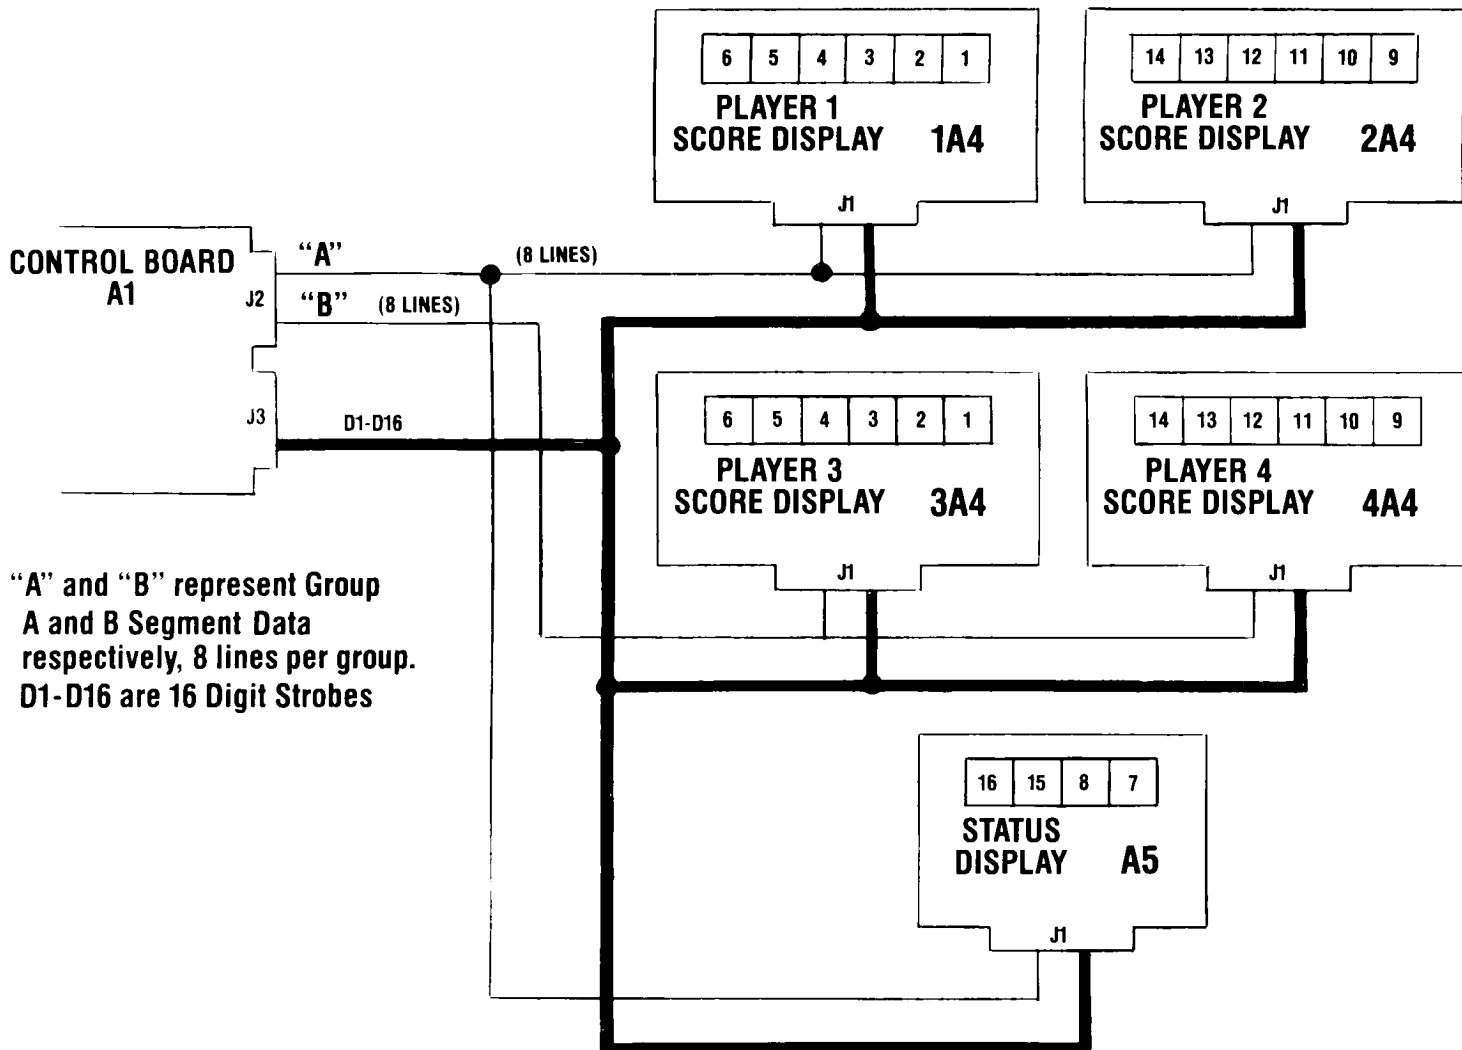 6 5 4 3 2 1
PLAYER 1
SCORE DISPLAY 1A4
J1
14 13 12 11 10 9
PLAYER 2
SCORE DISPLAY 2A4
J1
CONTROL BOARD
A1
J2
"A" (8 LINES)
"B" (8 LINES)
J3
D1-D16
6 5 4 3 2 1
PLAYER 3
SCORE DISPLAY 3A4
J1
14 13 12 11 10 9
PLAYER 4
SCORE DISPLAY 4A4
J1
"A" and "B" represent Group
A and B Segment Data
respectively, 8 lines per group.
D1-D16 are 16 Digit Strobes
16 15 8 7
STATUS
DISPLAY A5
J1